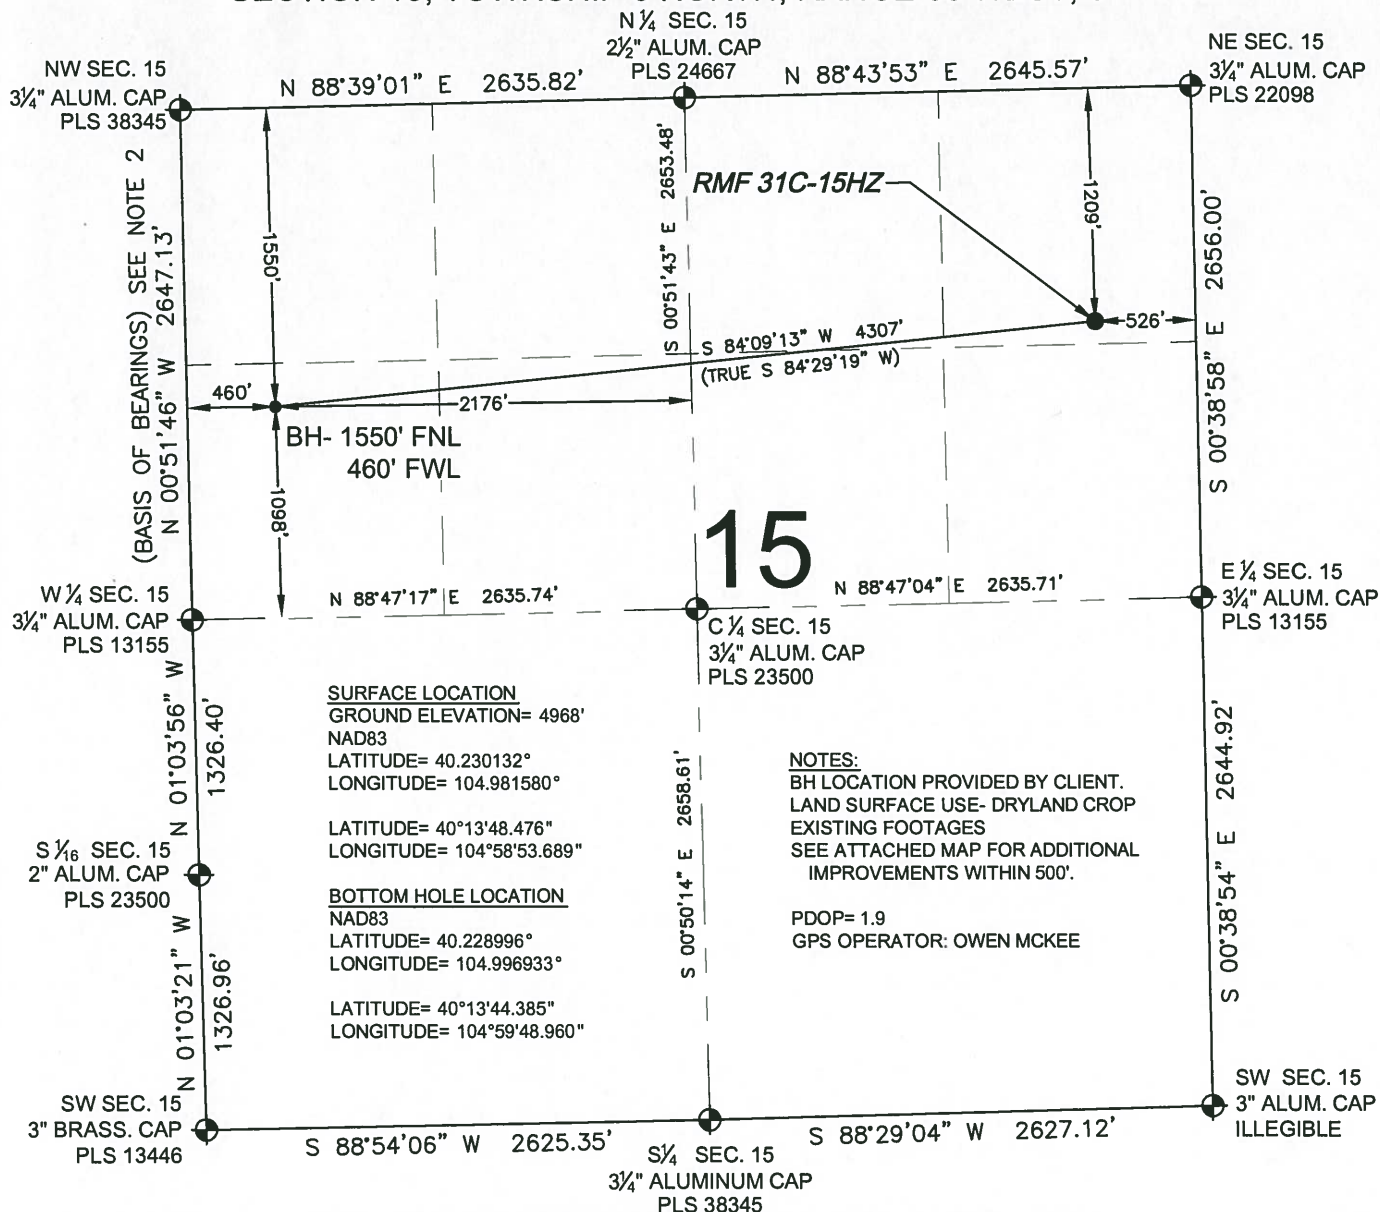 N ¼ SEC. 15
2½" ALUM. CAP
PLS 24667
NW SEC. 15
3¼" ALUM. CAP
PLS 38345
N 88°39'01" E 2635.82'
N 88°43'53" E 2645.57'
NE SEC. 15
3¼" ALUM. CAP
PLS 22098
(BASIS OF BEARINGS) SEE NOTE 2
N 00°51'46" W 2647.13'
1550'
S 00°51'43" E 2653.48'
RMF 31C-15HZ
1209'
526'
S 00°38'58" E 2656.00'
S 84°09'13" W 4307'
(TRUE S 84°29'19" W)
460'
2176'
BH- 1550' FNL
460' FWL
1098'
15
W ¼ SEC. 15
3¼" ALUM. CAP
PLS 13155
N 88°47'17" E 2635.74'
N 88°47'04" E 2635.71'
E ¼ SEC. 15
3¼" ALUM. CAP
PLS 13155
C ¼ SEC. 15
3¼" ALUM. CAP
PLS 23500
N 01°03'56" W
1326.40'
SURFACE LOCATION
GROUND ELEVATION= 4968'
NAD83
LATITUDE= 40.230132°
LONGITUDE= 104.981580°
LATITUDE= 40°13'48.476"
LONGITUDE= 104°58'53.689"
BOTTOM HOLE LOCATION
NAD83
LATITUDE= 40.228996°
LONGITUDE= 104.996933°
LATITUDE= 40°13'44.385"
LONGITUDE= 104°59'48.960"
S 00°50'14" E 2658.61'
NOTES:
BH LOCATION PROVIDED BY CLIENT.
LAND SURFACE USE- DRYLAND CROP
EXISTING FOOTAGES
SEE ATTACHED MAP FOR ADDITIONAL
IMPROVEMENTS WITHIN 500'.
PDOP= 1.9
GPS OPERATOR: OWEN MCKEE
S 00°38'54" E 2644.92'
S 1⁄16 SEC. 15
2" ALUM. CAP
PLS 23500
N 01°03'21" W
1326.96'
SW SEC. 15
3" BRASS. CAP
PLS 13446
S 88°54'06" W 2625.35'
S¼ SEC. 15
3¼" ALUMINUM CAP
PLS 38345
S 88°29'04" W 2627.12'
SW SEC. 15
3" ALUM. CAP
ILLEGIBLE